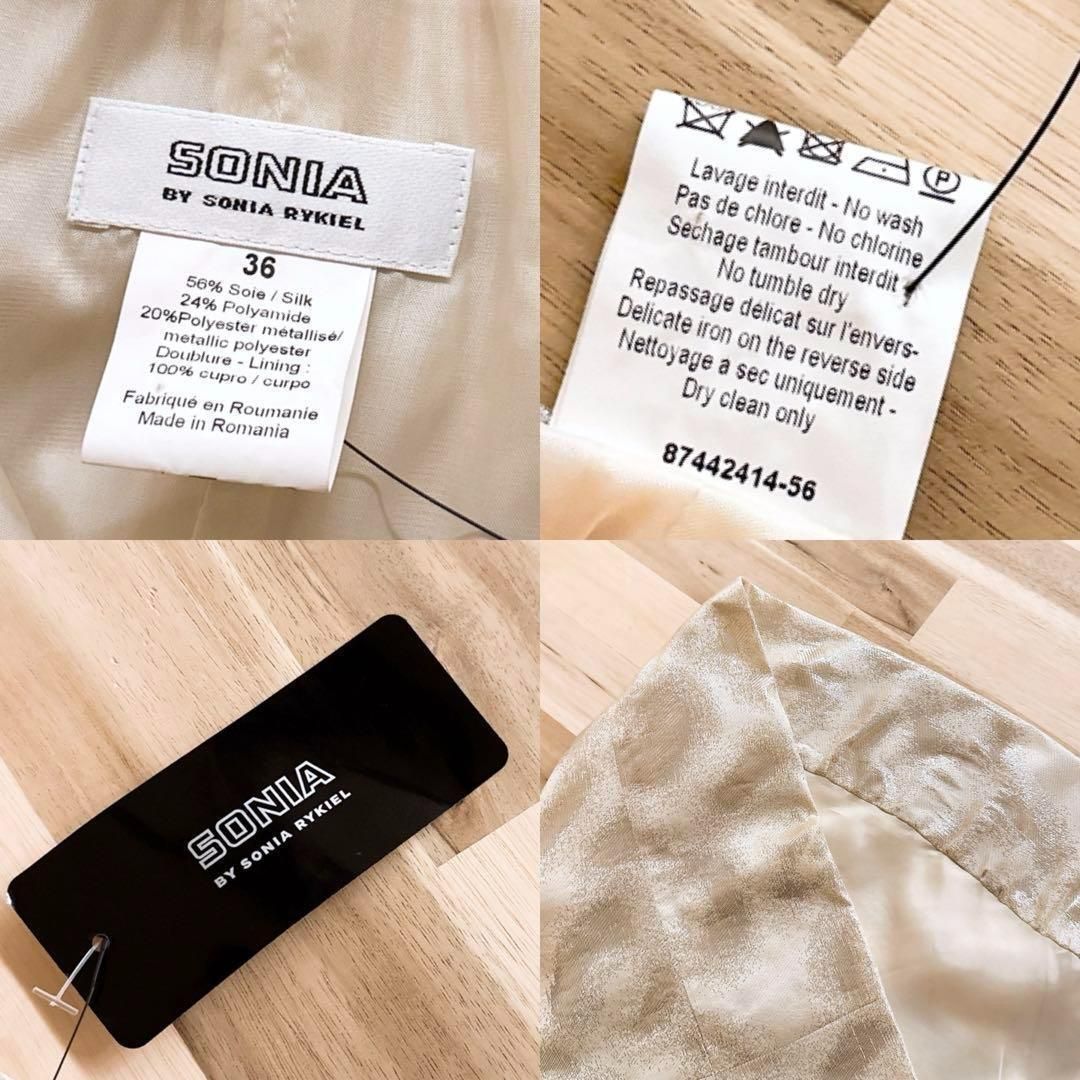 SONIA
BY SONIA RYKIEL
36
56% Soie / Silk
24% Polyamide
20%Polyester métallisé/
metallic polyester
Doublure - Lining :
100% cupro / curpo
Fabriqué en Roumanie
Made in Romania
P
Lavage interdit - No wash
Pas de chlore - No chlorine
Sechage tambour interdit -
No tumble dry
Repassage délicat sur l'envers-
Delicate iron on the reverse side
Nettoyage a sec uniquement -
Dry clean only
87442414-56
SONIA
BY SONIA RYKIEL